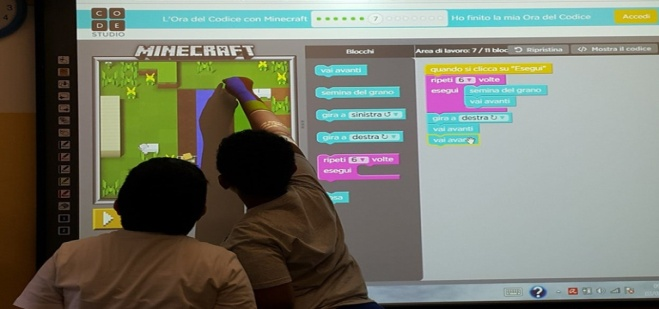 C O
D E
STUDIO
L'Ora del Codice con Minecraft
7
Ho finito la mia Ora del Codice
Accedi
MINECRAFT
Blocchi
Area di lavoro: 7 / 11 bloc
Ripristina
</> Mostra il codice
vai avanti
semina del grano
gira a sinistra
gira a destra
ripeti 6 volte
esegui
quando si clicca su "Esegui"
ripeti 6 volte
esegui semina del grano
vai avanti
gira a destra
vai avanti
vai avan
?